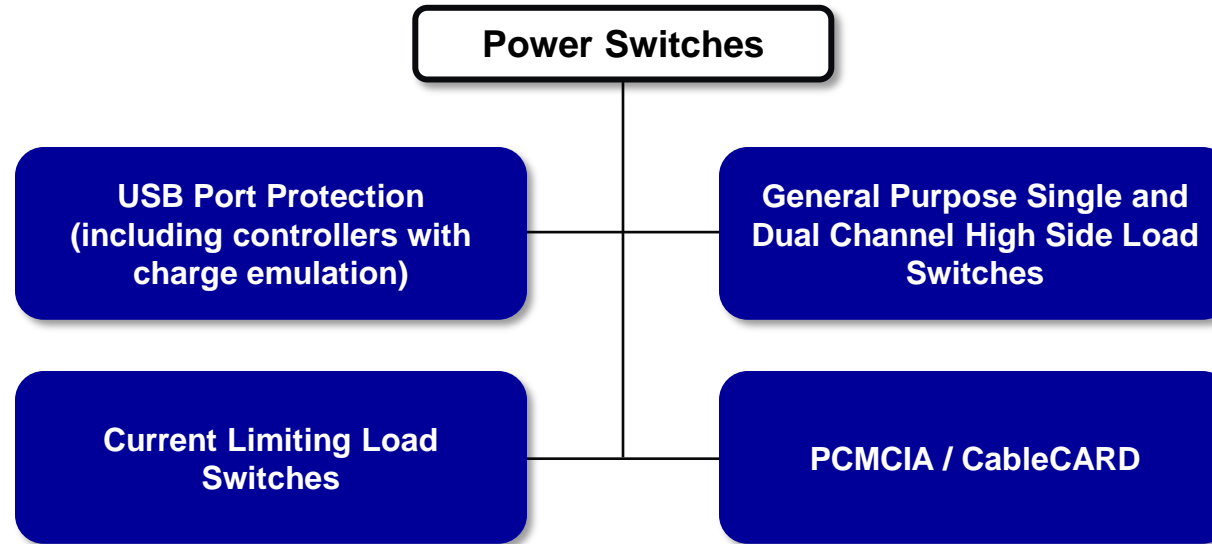 Power Switches
USB Port Protection
(including controllers with
charge emulation)
General Purpose Single and
Dual Channel High Side Load
Switches
Current Limiting Load
Switches
PCMCIA / CableCARD